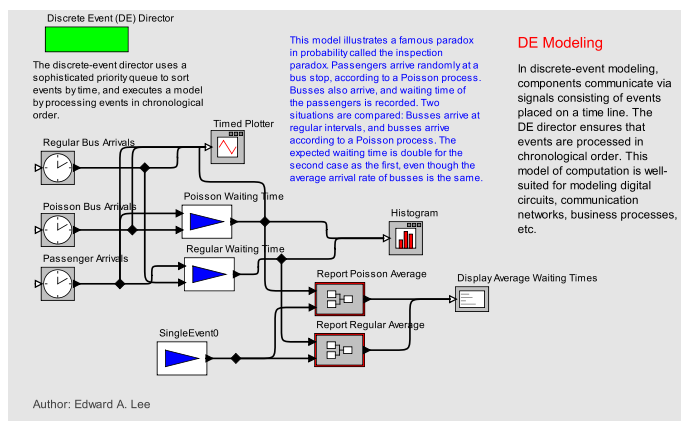 Discrete Event (DE) Director
The discrete-event director uses a
sophisticated priority queue to sort
events by time, and executes a model
by processing events in chronological
order.
This model illustrates a famous paradox
in probability called the inspection
paradox. Passengers arrive randomly at a
bus stop, according to a Poisson process.
Busses also arrive, and waiting time of
the passengers is recorded. Two
situations are compared: Busses arrive at
regular intervals, and busses arrive
according to a Poisson process. The
expected waiting time is double for the
second case as the first, even though the
average arrival rate of busses is the same.
DE Modeling
In discrete-event modeling,
components communicate via
signals consisting of events
placed on a time line. The
DE director ensures that
events are processed in
chronological order. This
model of computation is well-
suited for modeling digital
circuits, communication
networks, business processes,
etc.
Timed Plotter
Regular Bus Arrivals
Poisson Bus Arrivals
Poisson Waiting Time
Histogram
Passenger Arrivals
Regular Waiting Time
Report Poisson Average
Display Average Waiting Times
Report Regular Average
SingleEvent0
Author: Edward A. Lee